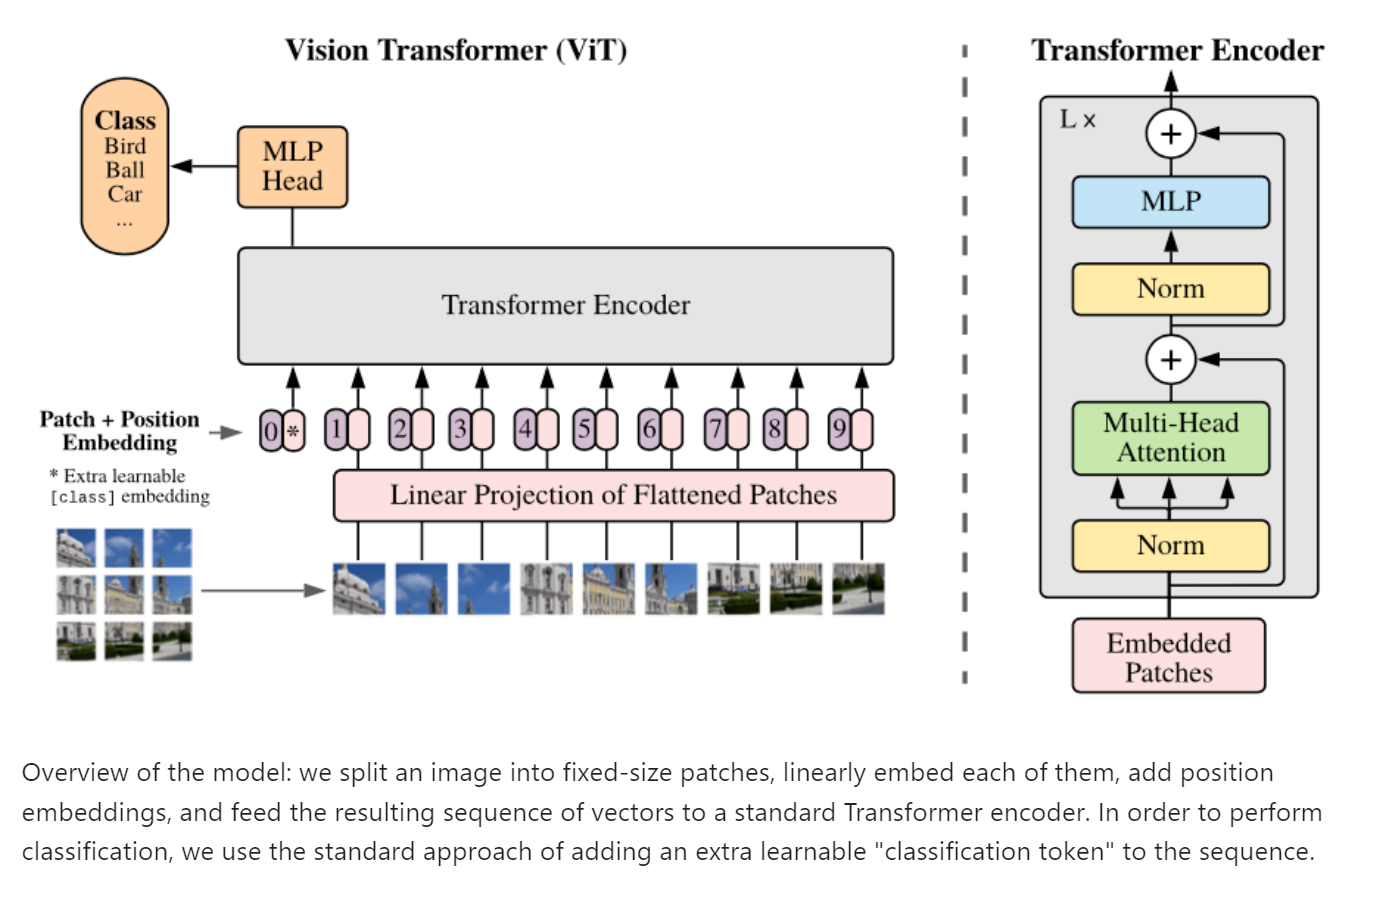 Vision Transformer (ViT)
Class
Bird
Ball
Car
...
MLP
Head
Transformer Encoder
Patch + Position
Embedding
0 * 1 2 3 4 5 6 7 8 9
* Extra learnable
[class] embedding
Linear Projection of Flattened Patches
Transformer Encoder
L x
+
MLP
Norm
+
Multi-Head
Attention
Norm
Embedded
Patches
Overview of the model: we split an image into fixed-size patches, linearly embed each of them, add position
embeddings, and feed the resulting sequence of vectors to a standard Transformer encoder. In order to perform
classification, we use the standard approach of adding an extra learnable "classification token" to the sequence.